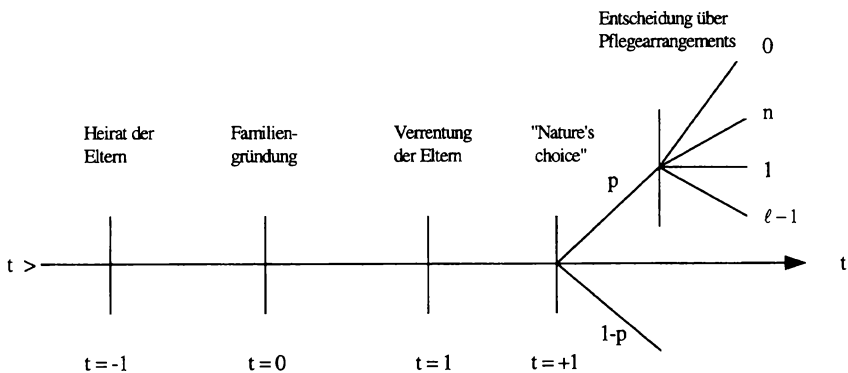 Entscheidung über
Pflegearrangements
0
n
1
ℓ – 1
Heirat der
Eltern
Familien-
gründung
Verrentung
der Eltern
"Nature's
choice"
p
t >
t
1-p
t = -1
t = 0
t = 1
t = +1